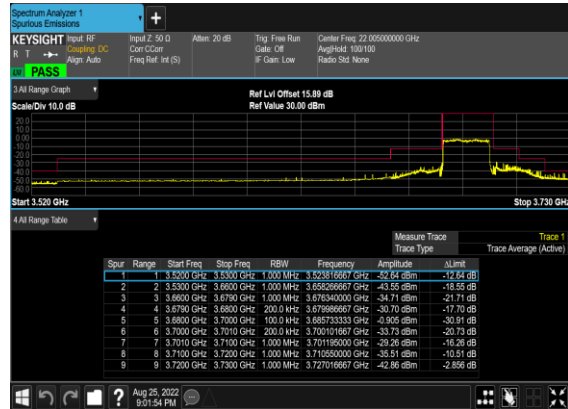 Spectrum Analyzer 1
Spurious Emissions
+
KEYSIGHT Input: RF Input Z: 50 Ω Atten: 20 dB Trig: Free Run Center Freq: 22.005000000 GHz
R T Coupling: DC Corr CCorr Gate: Off Avg|Hold: 100/100
Align: Auto Freq Ref: Int (S) IF Gain: Low Radio Std: None
PASS
3 All Range Graph
Ref Lvl Offset 15.89 dB
Scale/Div 10.0 dB Ref Value 30.00 dBm
20.0
10.0
0.00
-10.0
-20.0
-30.0
-40.0
-50.0
-60.0
Start 3.520 GHz Stop 3.730 GHz
4 All Range Table
Measure Trace Trace 1
Trace Type Trace Average (Active)
Spur Range Start Freq Stop Freq RBW Frequency Amplitude ΔLimit
1 1 3.5200 GHz 3.5300 GHz 1.000 MHz 3.523816667 GHz -52.64 dBm -12.64 dB
2 2 3.5300 GHz 3.6600 GHz 1.000 MHz 3.658266667 GHz -43.55 dBm -18.55 dB
3 3 3.6600 GHz 3.6790 GHz 1.000 MHz 3.676340000 GHz -34.71 dBm -21.71 dB
4 4 3.6790 GHz 3.6800 GHz 200.0 kHz 3.679986667 GHz -30.70 dBm -17.70 dB
5 5 3.6800 GHz 3.7000 GHz 100.0 kHz 3.685733333 GHz -0.905 dBm -30.91 dB
6 6 3.7000 GHz 3.7010 GHz 200.0 kHz 3.700101667 GHz -33.73 dBm -20.73 dB
7 7 3.7010 GHz 3.7100 GHz 1.000 MHz 3.701195000 GHz -29.26 dBm -16.26 dB
8 8 3.7100 GHz 3.7200 GHz 1.000 MHz 3.710550000 GHz -35.51 dBm -10.51 dB
9 9 3.7200 GHz 3.7300 GHz 1.000 MHz 3.727016667 GHz -42.86 dBm -2.856 dB
? Aug 25, 2022
9:01:54 PM